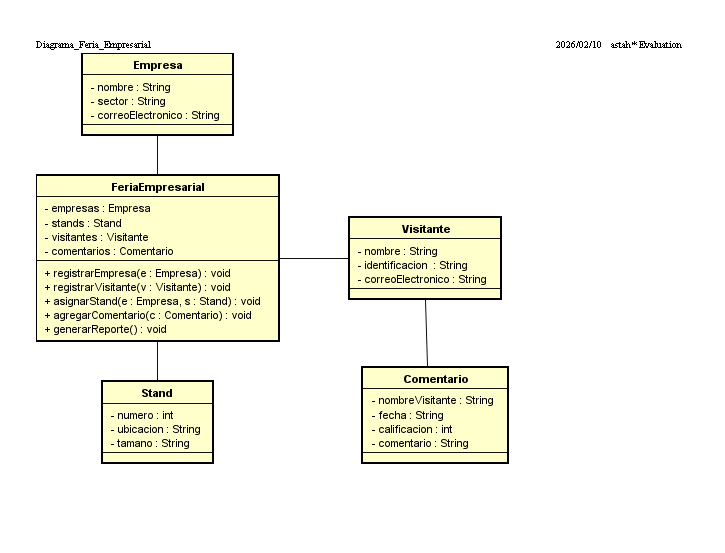 Diagrama_Feria_Empresarial 2026/02/10 astah* Evaluation
Empresa
- nombre : String
- sector : String
- correoElectronico : String
FeriaEmpresarial
- empresas : Empresa
- stands : Stand
- visitantes : Visitante
- comentarios : Comentario
+ registrarEmpresa(e : Empresa) : void
+ registrarVisitante(v : Visitante) : void
+ asignarStand(e : Empresa, s : Stand) : void
+ agregarComentario(c : Comentario) : void
+ generarReporte() : void
Visitante
- nombre : String
- identificacion : String
- correoElectronico : String
Stand
- numero : int
- ubicacion : String
- tamano : String
Comentario
- nombreVisitante : String
- fecha : String
- calificacion : int
- comentario : String